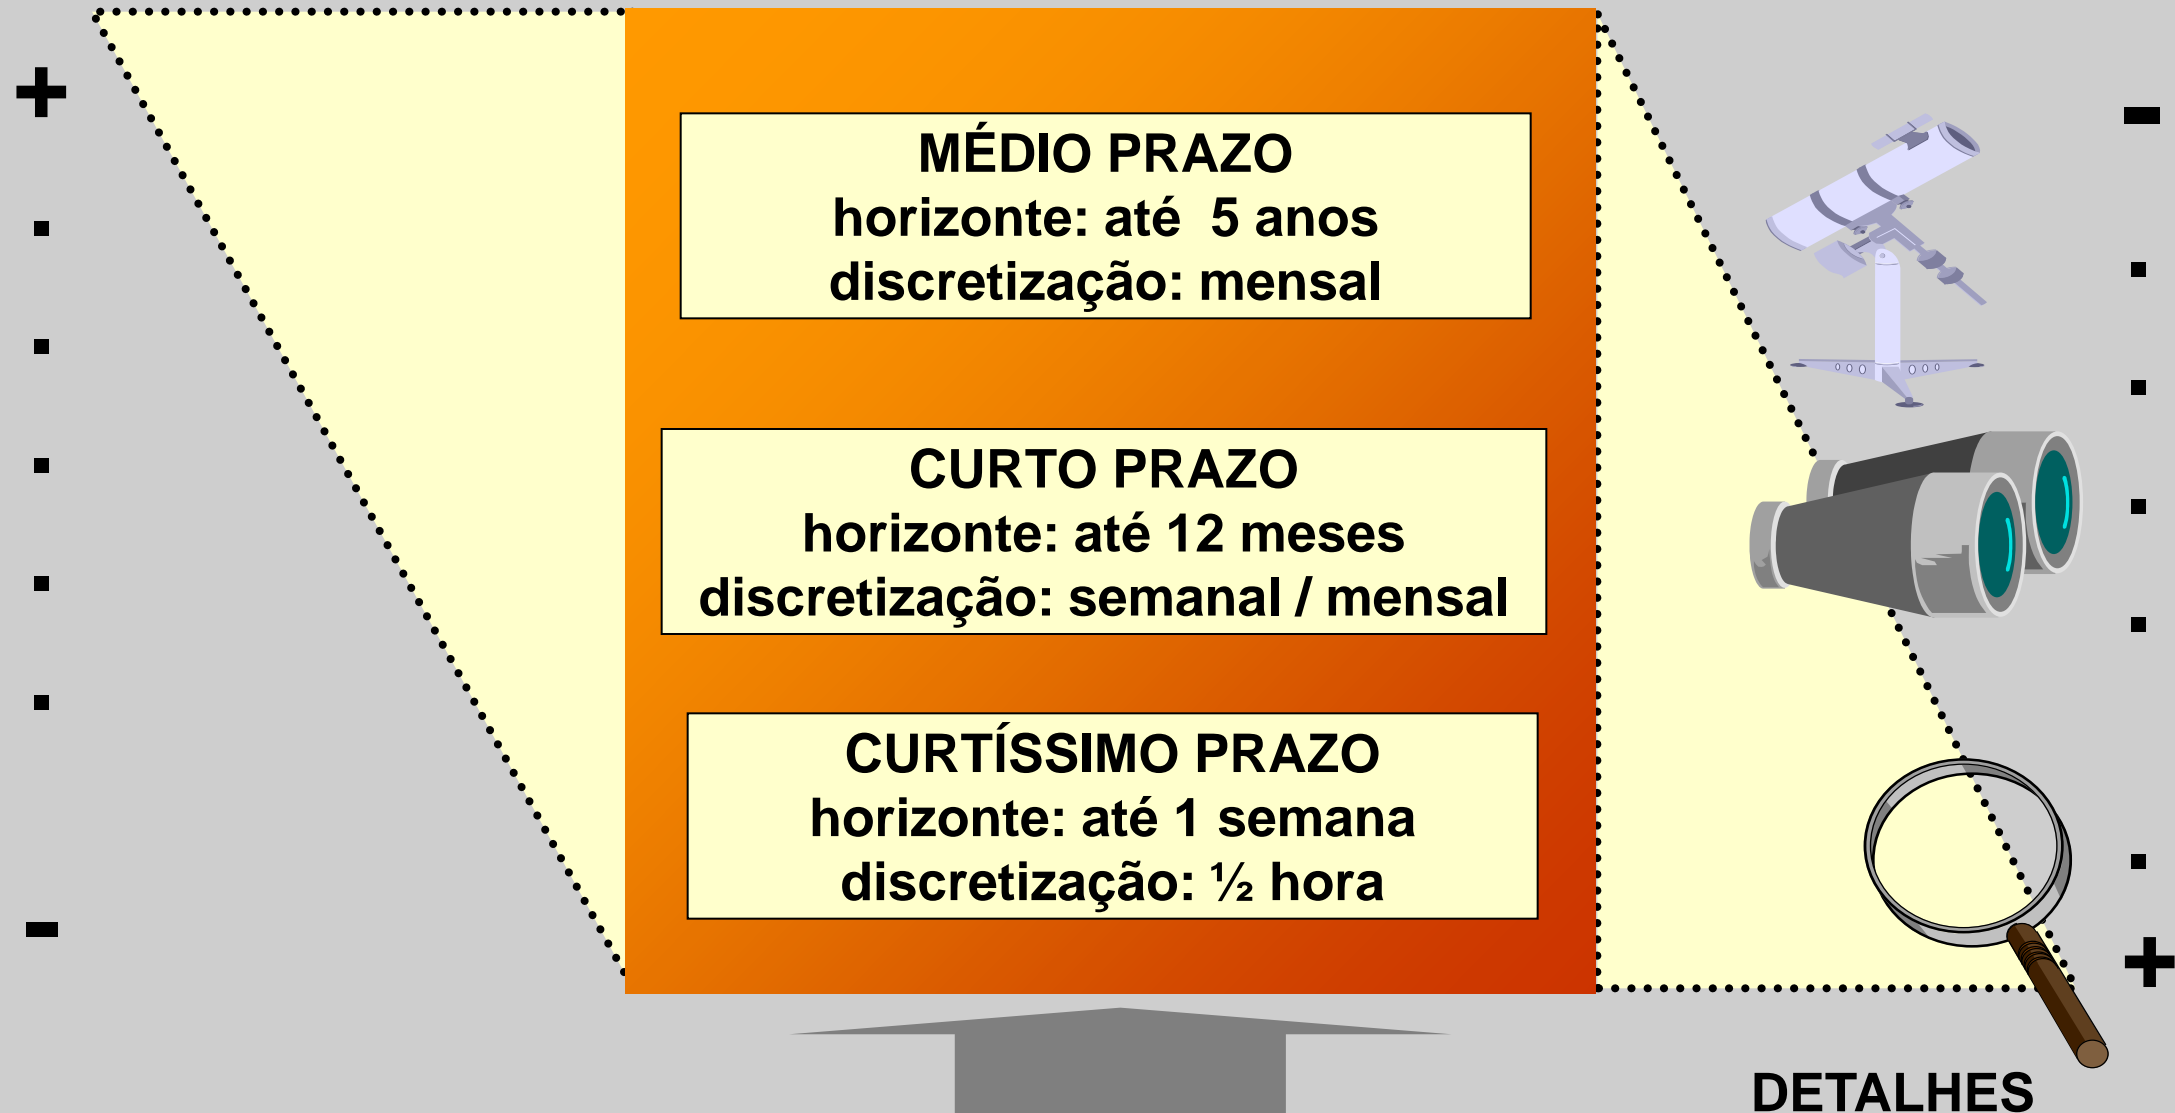 +
-
MÉDIO PRAZO
horizonte: até 5 anos
discretização: mensal
CURTO PRAZO
horizonte: até 12 meses
discretização: semanal / mensal
CURTÍSSIMO PRAZO
horizonte: até 1 semana
discretização: ½ hora
-
+
DETALHES